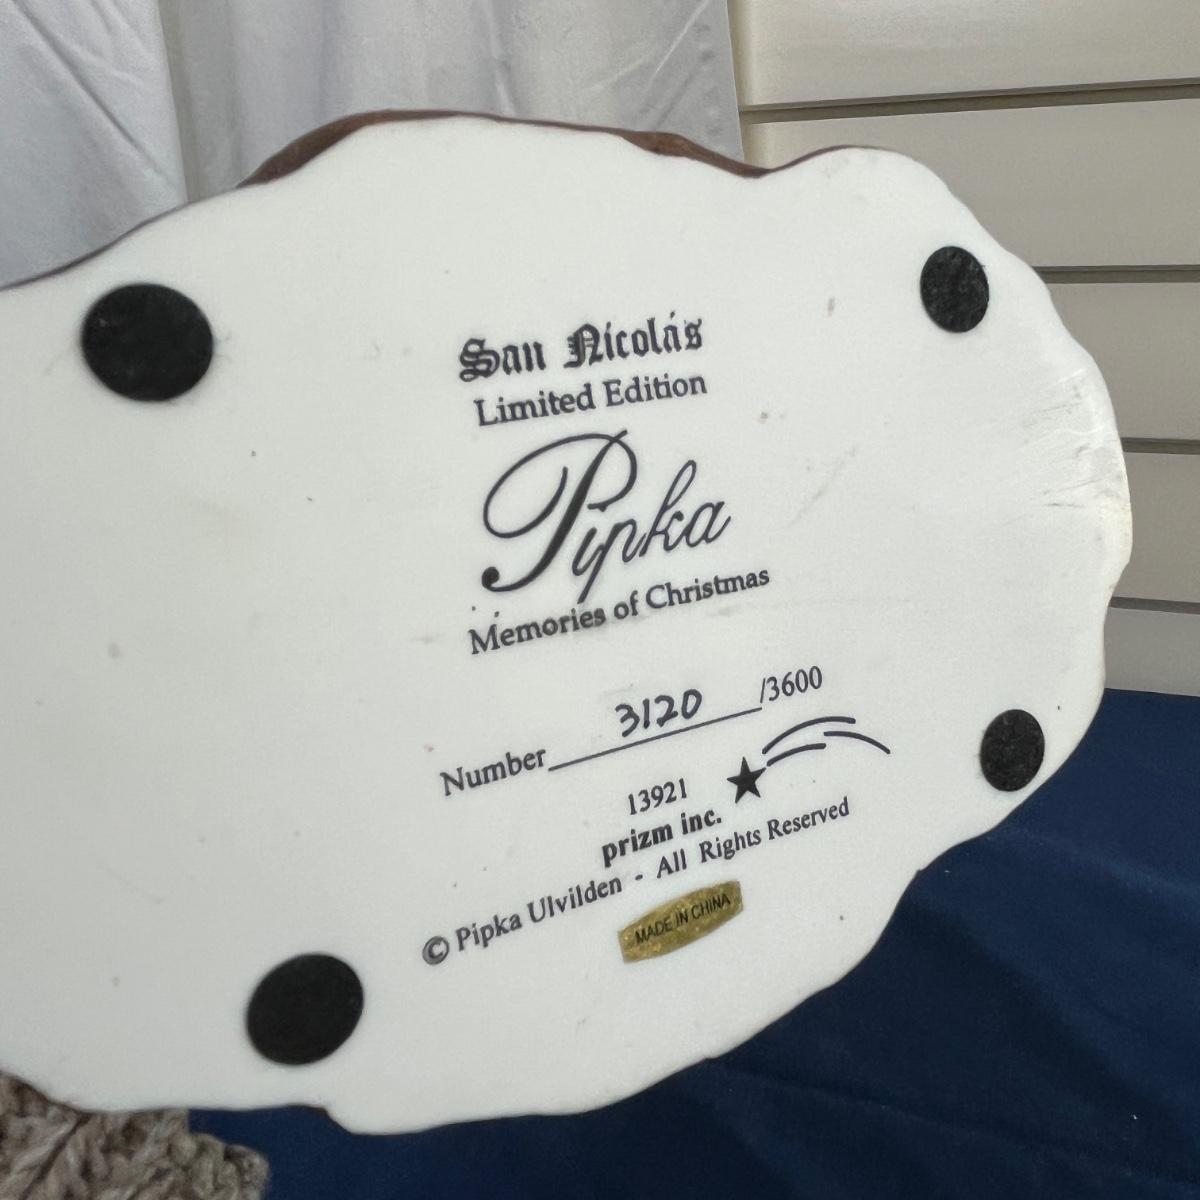 San Nicolás
Limited Edition
Pipka
Memories of Christmas
Number 3120 /3600
13921
prizm inc.
© Pipka Ulvilden - All Rights Reserved
MADE IN CHINA